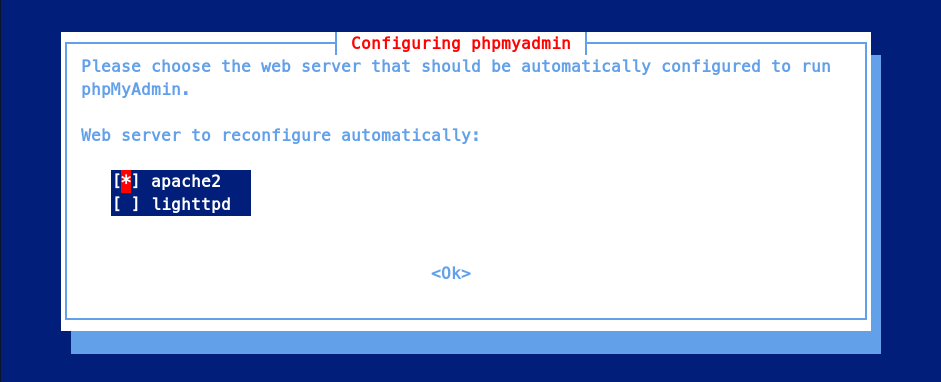 Configuring phpmyadmin
Please choose the web server that should be automatically configured to run
phpMyAdmin.
Web server to reconfigure automatically:
[*] apache2
[ ] lighttpd
<Ok>